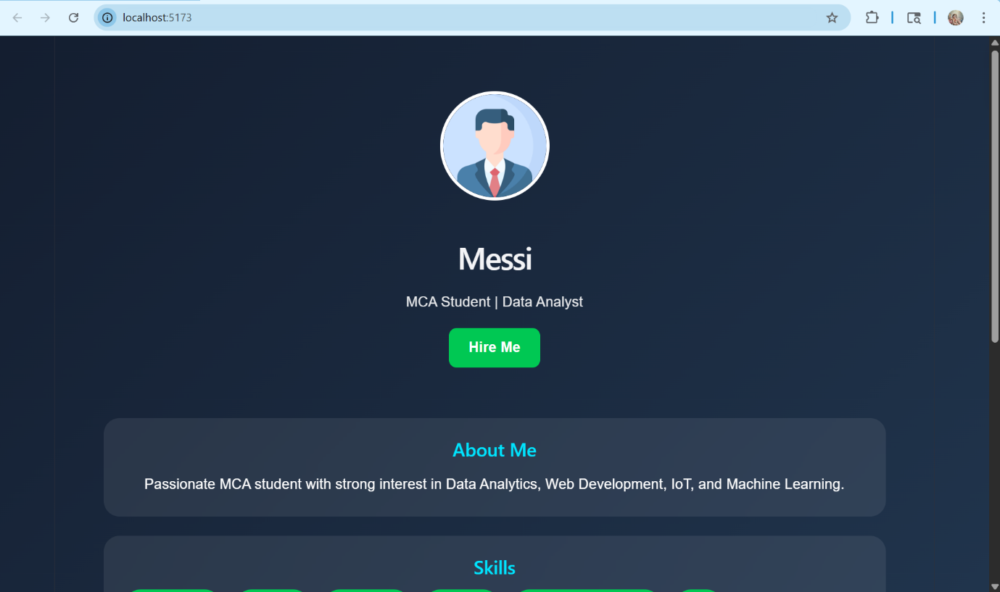 localhost:5173
Messi
MCA Student | Data Analyst
Hire Me
About Me
Passionate MCA student with strong interest in Data Analytics, Web Development, IoT, and Machine Learning.
Skills